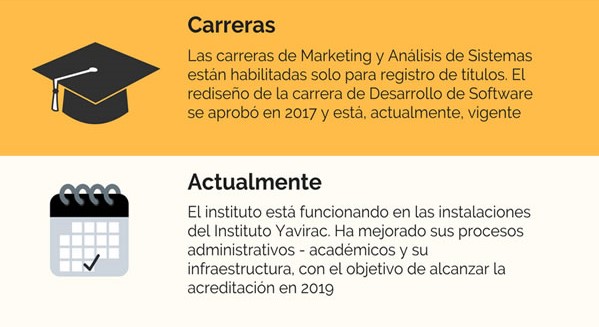 Carreras
Las carreras de Marketing y Análisis de Sistemas
están habilitadas solo para registro de títulos. El
rediseño de la carrera de Desarrollo de Software
se aprobó en 2017 y está, actualmente, vigente
Actualmente
El instituto está funcionando en las instalaciones
del Instituto Yavirac. Ha mejorado sus procesos
administrativos - académicos y su
infraestructura, con el objetivo de alcanzar la
acreditación en 2019